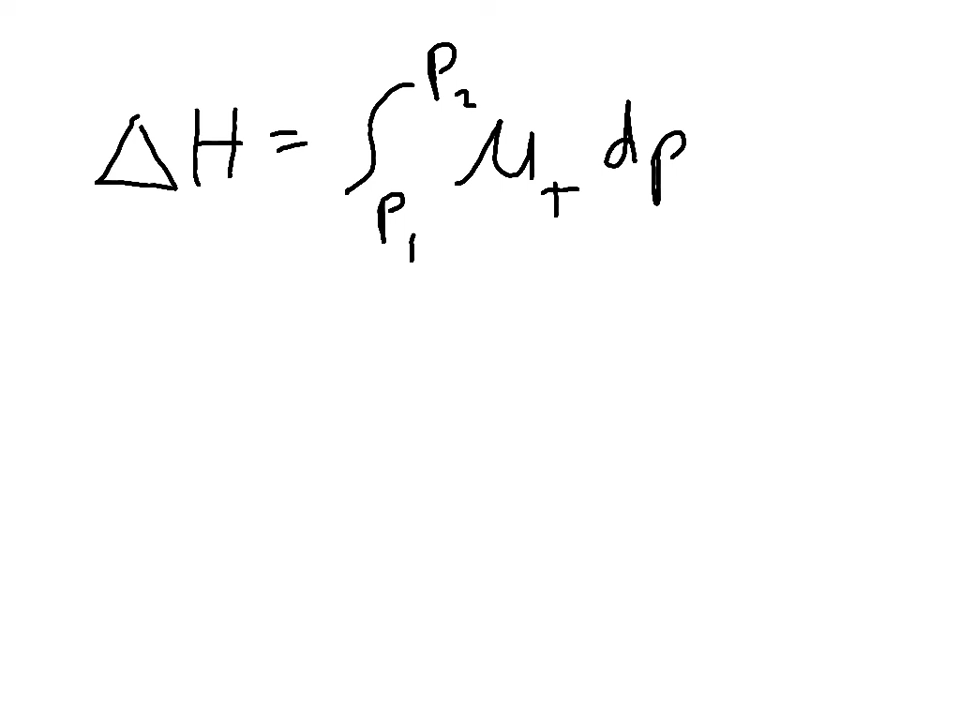 ΔH = ∫_{P₁}^{P₂} μ_T dp